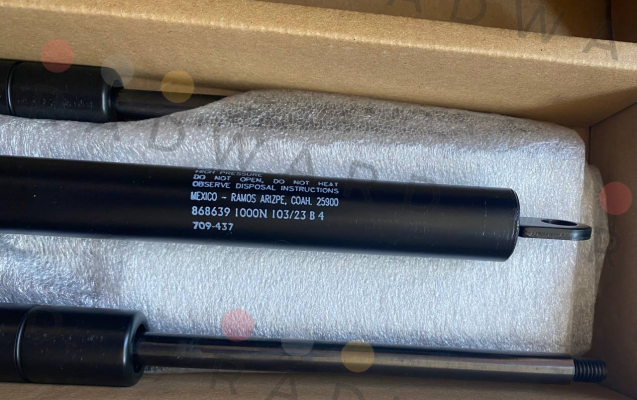 HIGH PRESSURE
DO NOT OPEN, DO NOT HEAT
OBSERVE DISPOSAL INSTRUCTIONS
MEXICO - RAMOS ARIZPE, COAH. 25900
868639 1000N 103/23 B 4
709-437